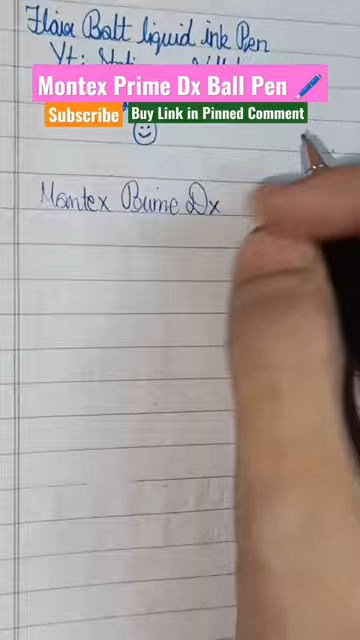 Flair Bolt liquid ink Pen
Yt:
Montex Prime Dx Ball Pen 🖊️
Subscribe
Buy Link in Pinned Comment
Montex Prime Dx